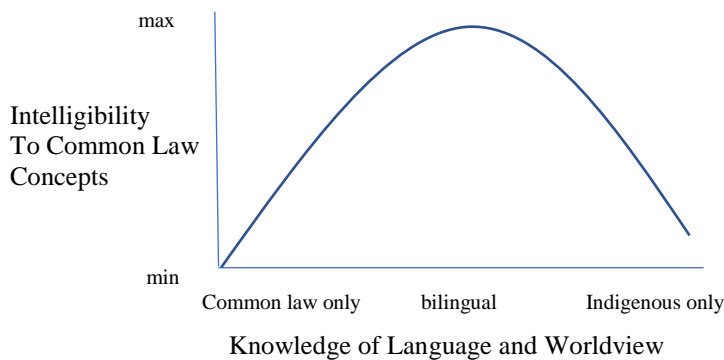 max
Intelligibility
To Common Law
Concepts
min
Common law only bilingual Indigenous only
Knowledge of Language and Worldview